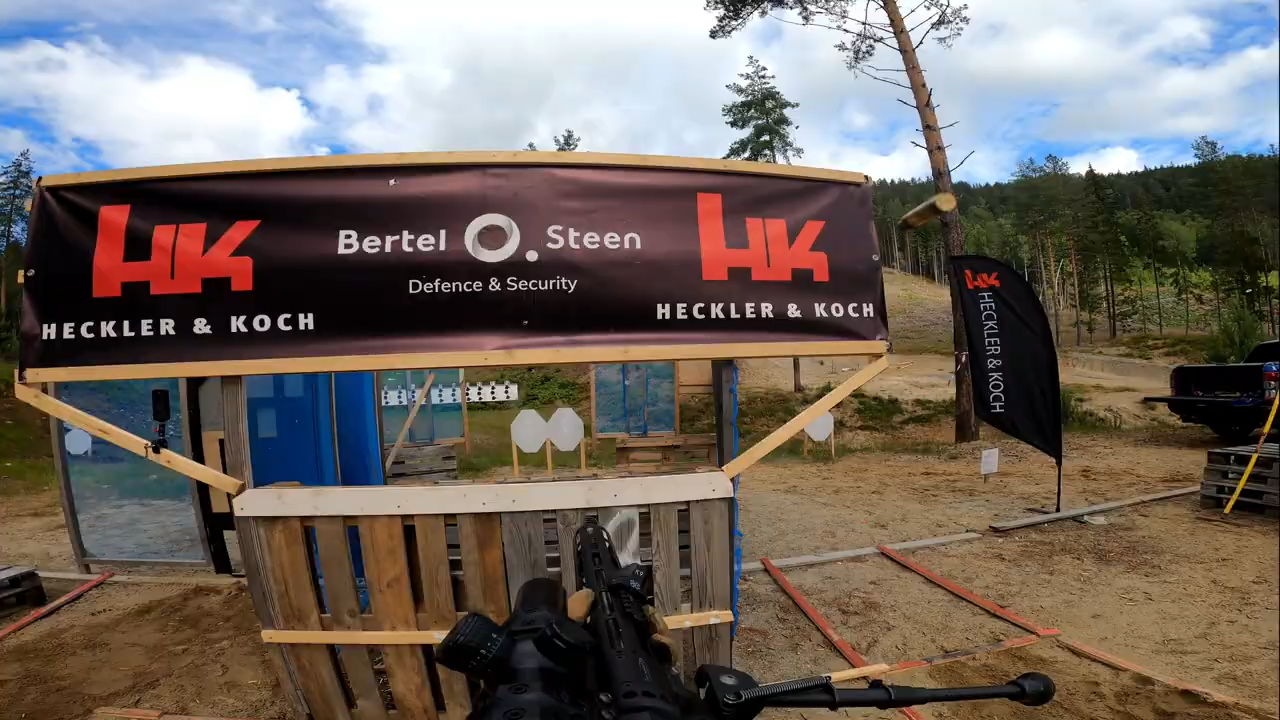 HK
HECKLER & KOCH
Bertel O. Steen
Defence & Security
HK
HECKLER & KOCH
HK
HECKLER & KOCH